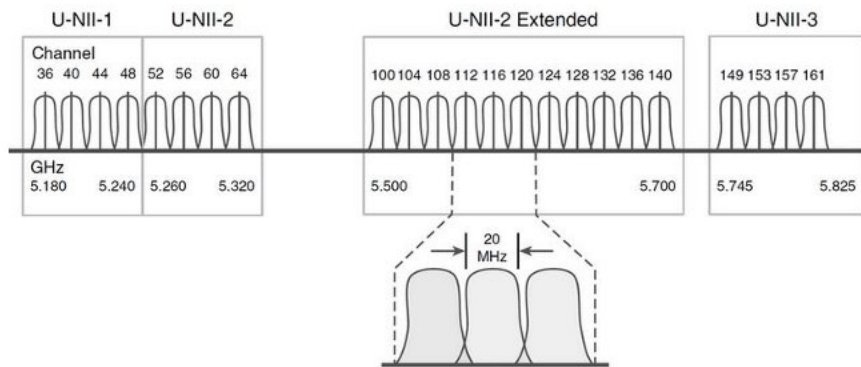 U-NII-1 U-NII-2 U-NII-2 Extended U-NII-3
Channel
36 40 44 48 52 56 60 64 100 104 108 112 116 120 124 128 132 136 140 149 153 157 161
GHz
5.180 5.240 5.260 5.320 5.500 5.700 5.745 5.825
20
MHz